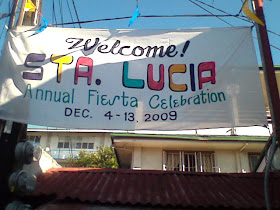 Welcome!
STA. LUCIA
Annual Fiesta Celebration
DEC. 4-13, 2009